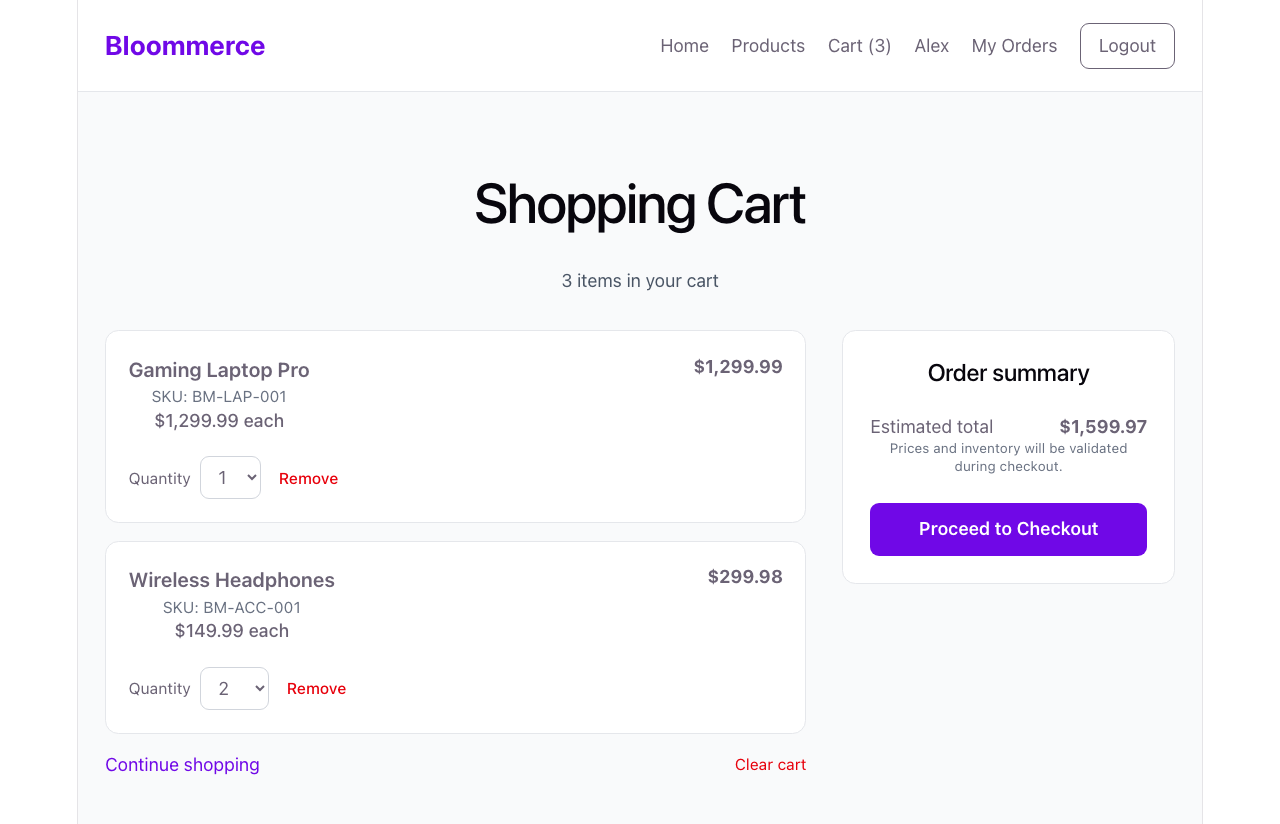 Bloommerce
Home Products Cart (3) Alex My Orders Logout
Shopping Cart
3 items in your cart
Gaming Laptop Pro
$1,299.99
SKU: BM-LAP-001
$1,299.99 each
Quantity 1 Remove
Wireless Headphones
$299.98
SKU: BM-ACC-001
$149.99 each
Quantity 2 Remove
Continue shopping
Clear cart
Order summary
Estimated total $1,599.97
Prices and inventory will be validated
during checkout.
Proceed to Checkout